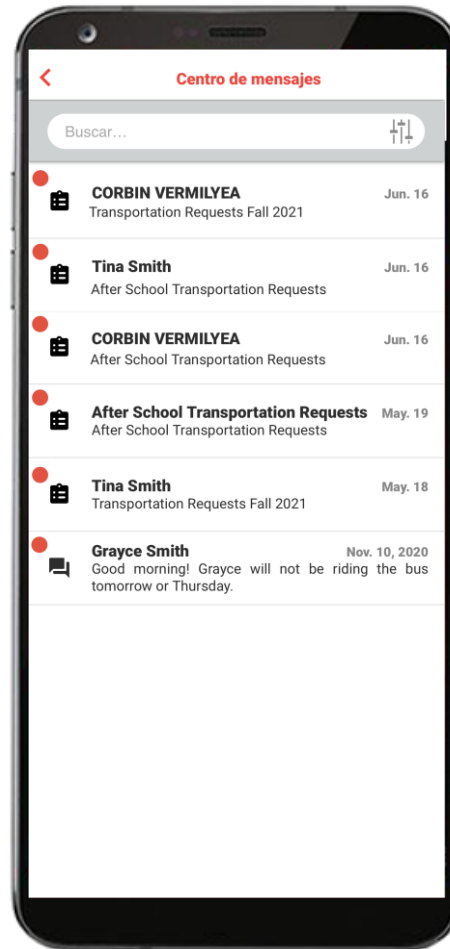 Centro de mensajes
Buscar...
CORBIN VERMILYEA Jun. 16
Transportation Requests Fall 2021
Tina Smith Jun. 16
After School Transportation Requests
CORBIN VERMILYEA Jun. 16
After School Transportation Requests
After School Transportation Requests May. 19
After School Transportation Requests
Tina Smith May. 18
Transportation Requests Fall 2021
Grayce Smith Nov. 10, 2020
Good morning! Grayce will not be riding the bus
tomorrow or Thursday.